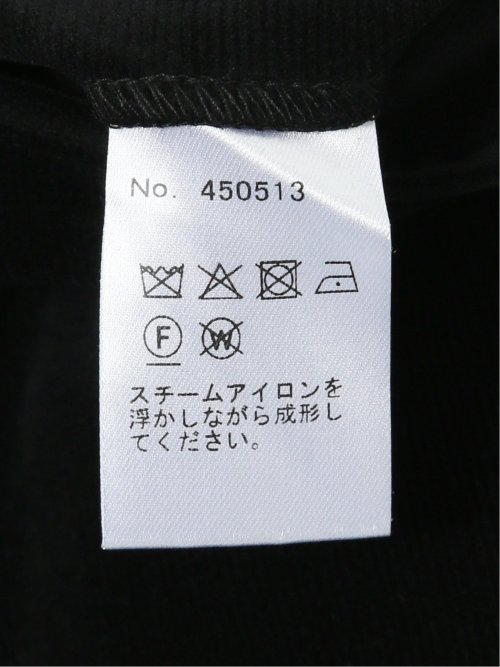 No. 450513
F W
スチームアイロンを
浮かしながら成形し
てください。